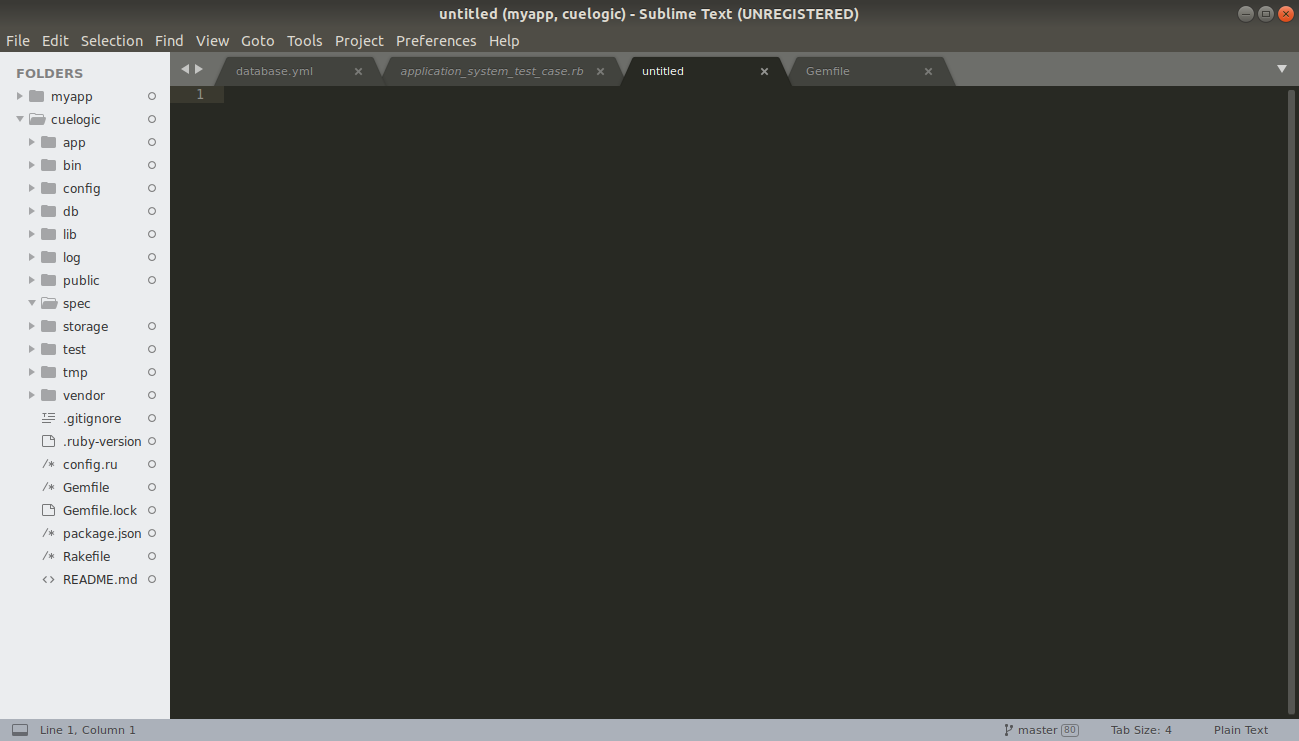 untitled (myapp, cuelogic) - Sublime Text (UNREGISTERED)
File Edit Selection Find View Goto Tools Project Preferences Help
FOLDERS
myapp
cuelogic
app
bin
config
db
lib
log
public
spec
storage
test
tmp
vendor
.gitignore
.ruby-version
config.ru
Gemfile
Gemfile.lock
package.json
Rakefile
README.md
database.yml application_system_test_case.rb untitled Gemfile
1
Line 1, Column 1 master 80 Tab Size: 4 Plain Text